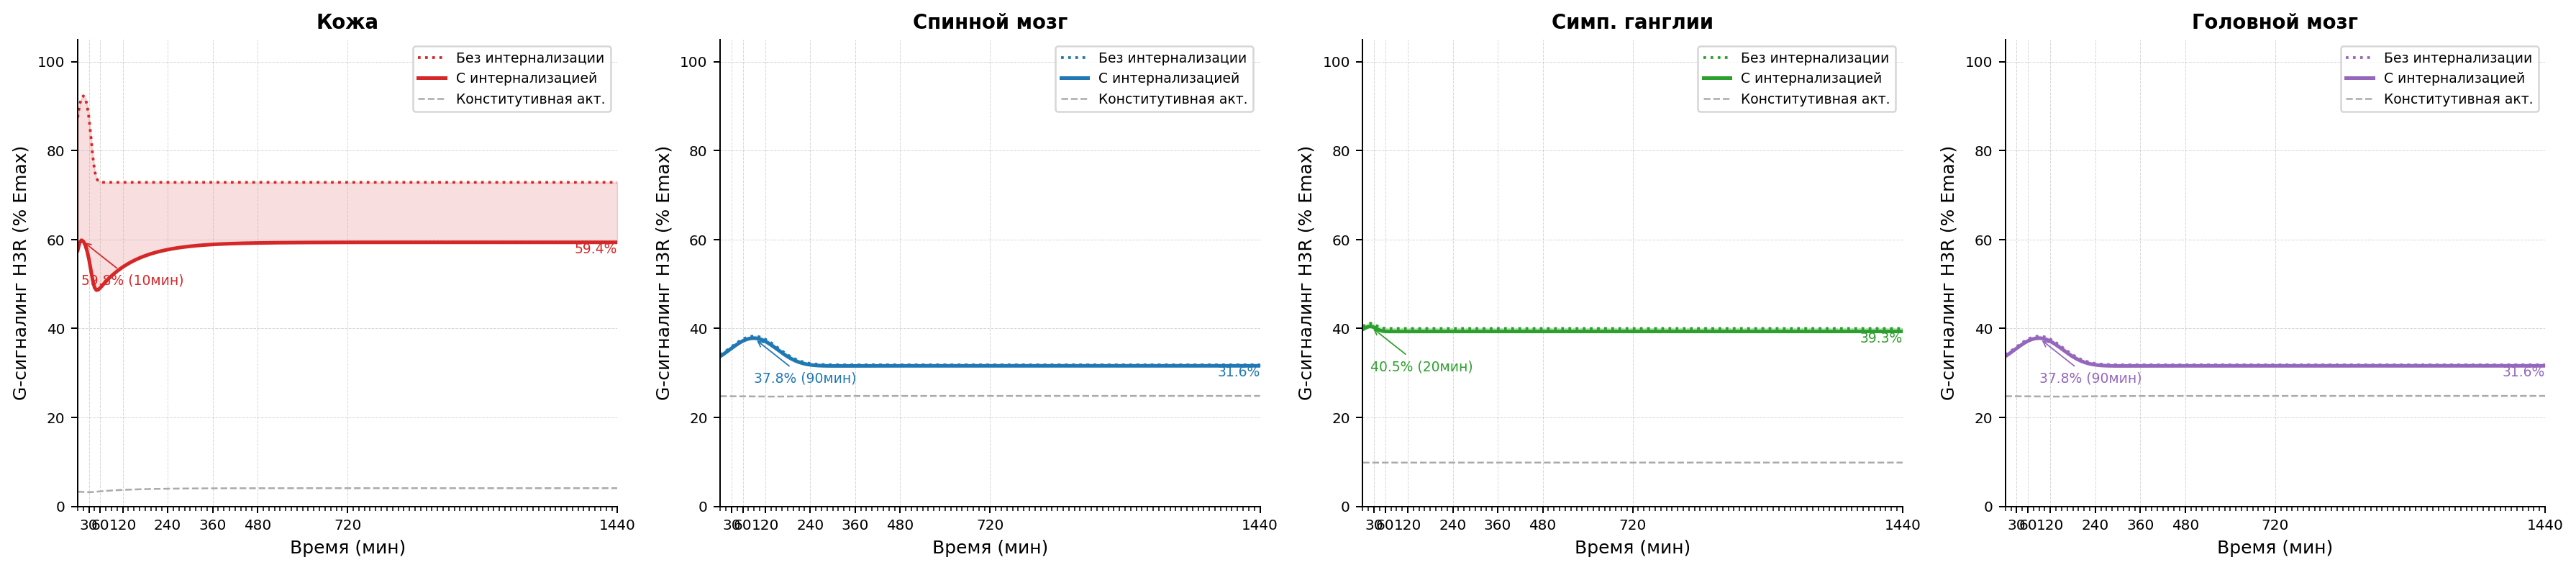 Кожа
Без интернализации
С интернализацией
Конститутивная акт.
G-сигналинг H3R (% Emax)
100
80
60
40
20
0
59.4%
59.8% (10мин)
30 60 120 240 360 480 720 1440
Время (мин)
Спинной мозг
Без интернализации
С интернализацией
Конститутивная акт.
G-сигналинг H3R (% Emax)
100
80
60
40
20
0
37.8% (90мин)
31.6%
30 60 120 240 360 480 720 1440
Время (мин)
Симп. ганглии
Без интернализации
С интернализацией
Конститутивная акт.
G-сигналинг H3R (% Emax)
100
80
60
40
20
0
39.3%
40.5% (20мин)
30 60 120 240 360 480 720 1440
Время (мин)
Головной мозг
Без интернализации
С интернализацией
Конститутивная акт.
G-сигналинг H3R (% Emax)
100
80
60
40
20
0
37.8% (90мин)
31.6%
30 60 120 240 360 480 720 1440
Время (мин)